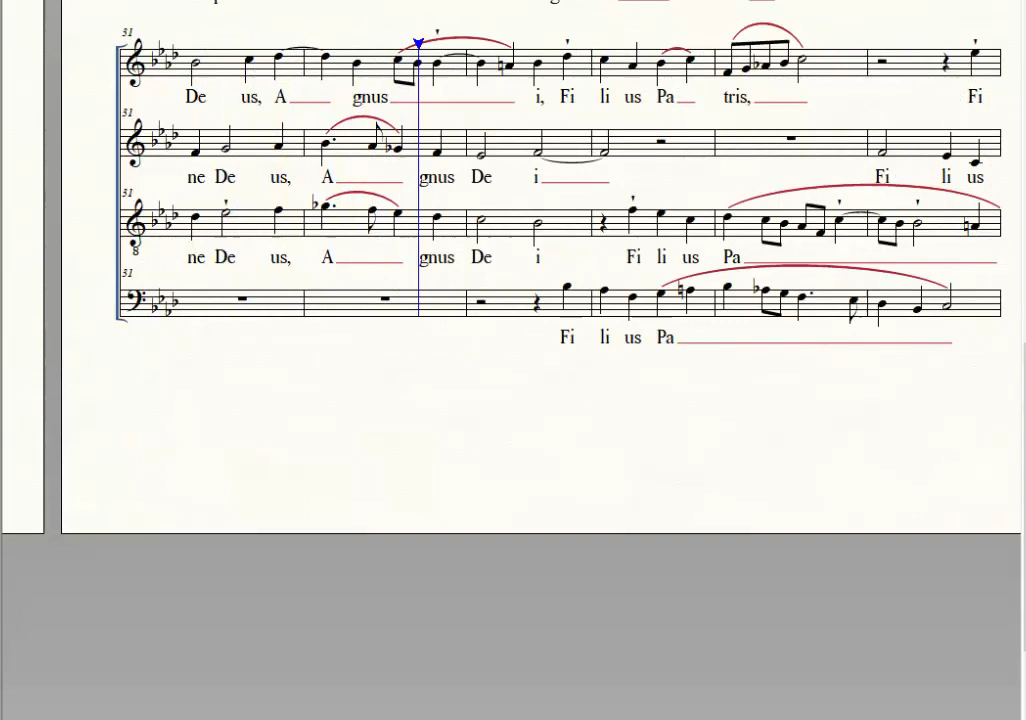 31
De us, A gnus i, Fi li us Pa tris, Fi
31
ne De us, A gnus De i Fi li us
31
ne De us, A gnus De i Fi li us Pa
8
31
Fi li us Pa